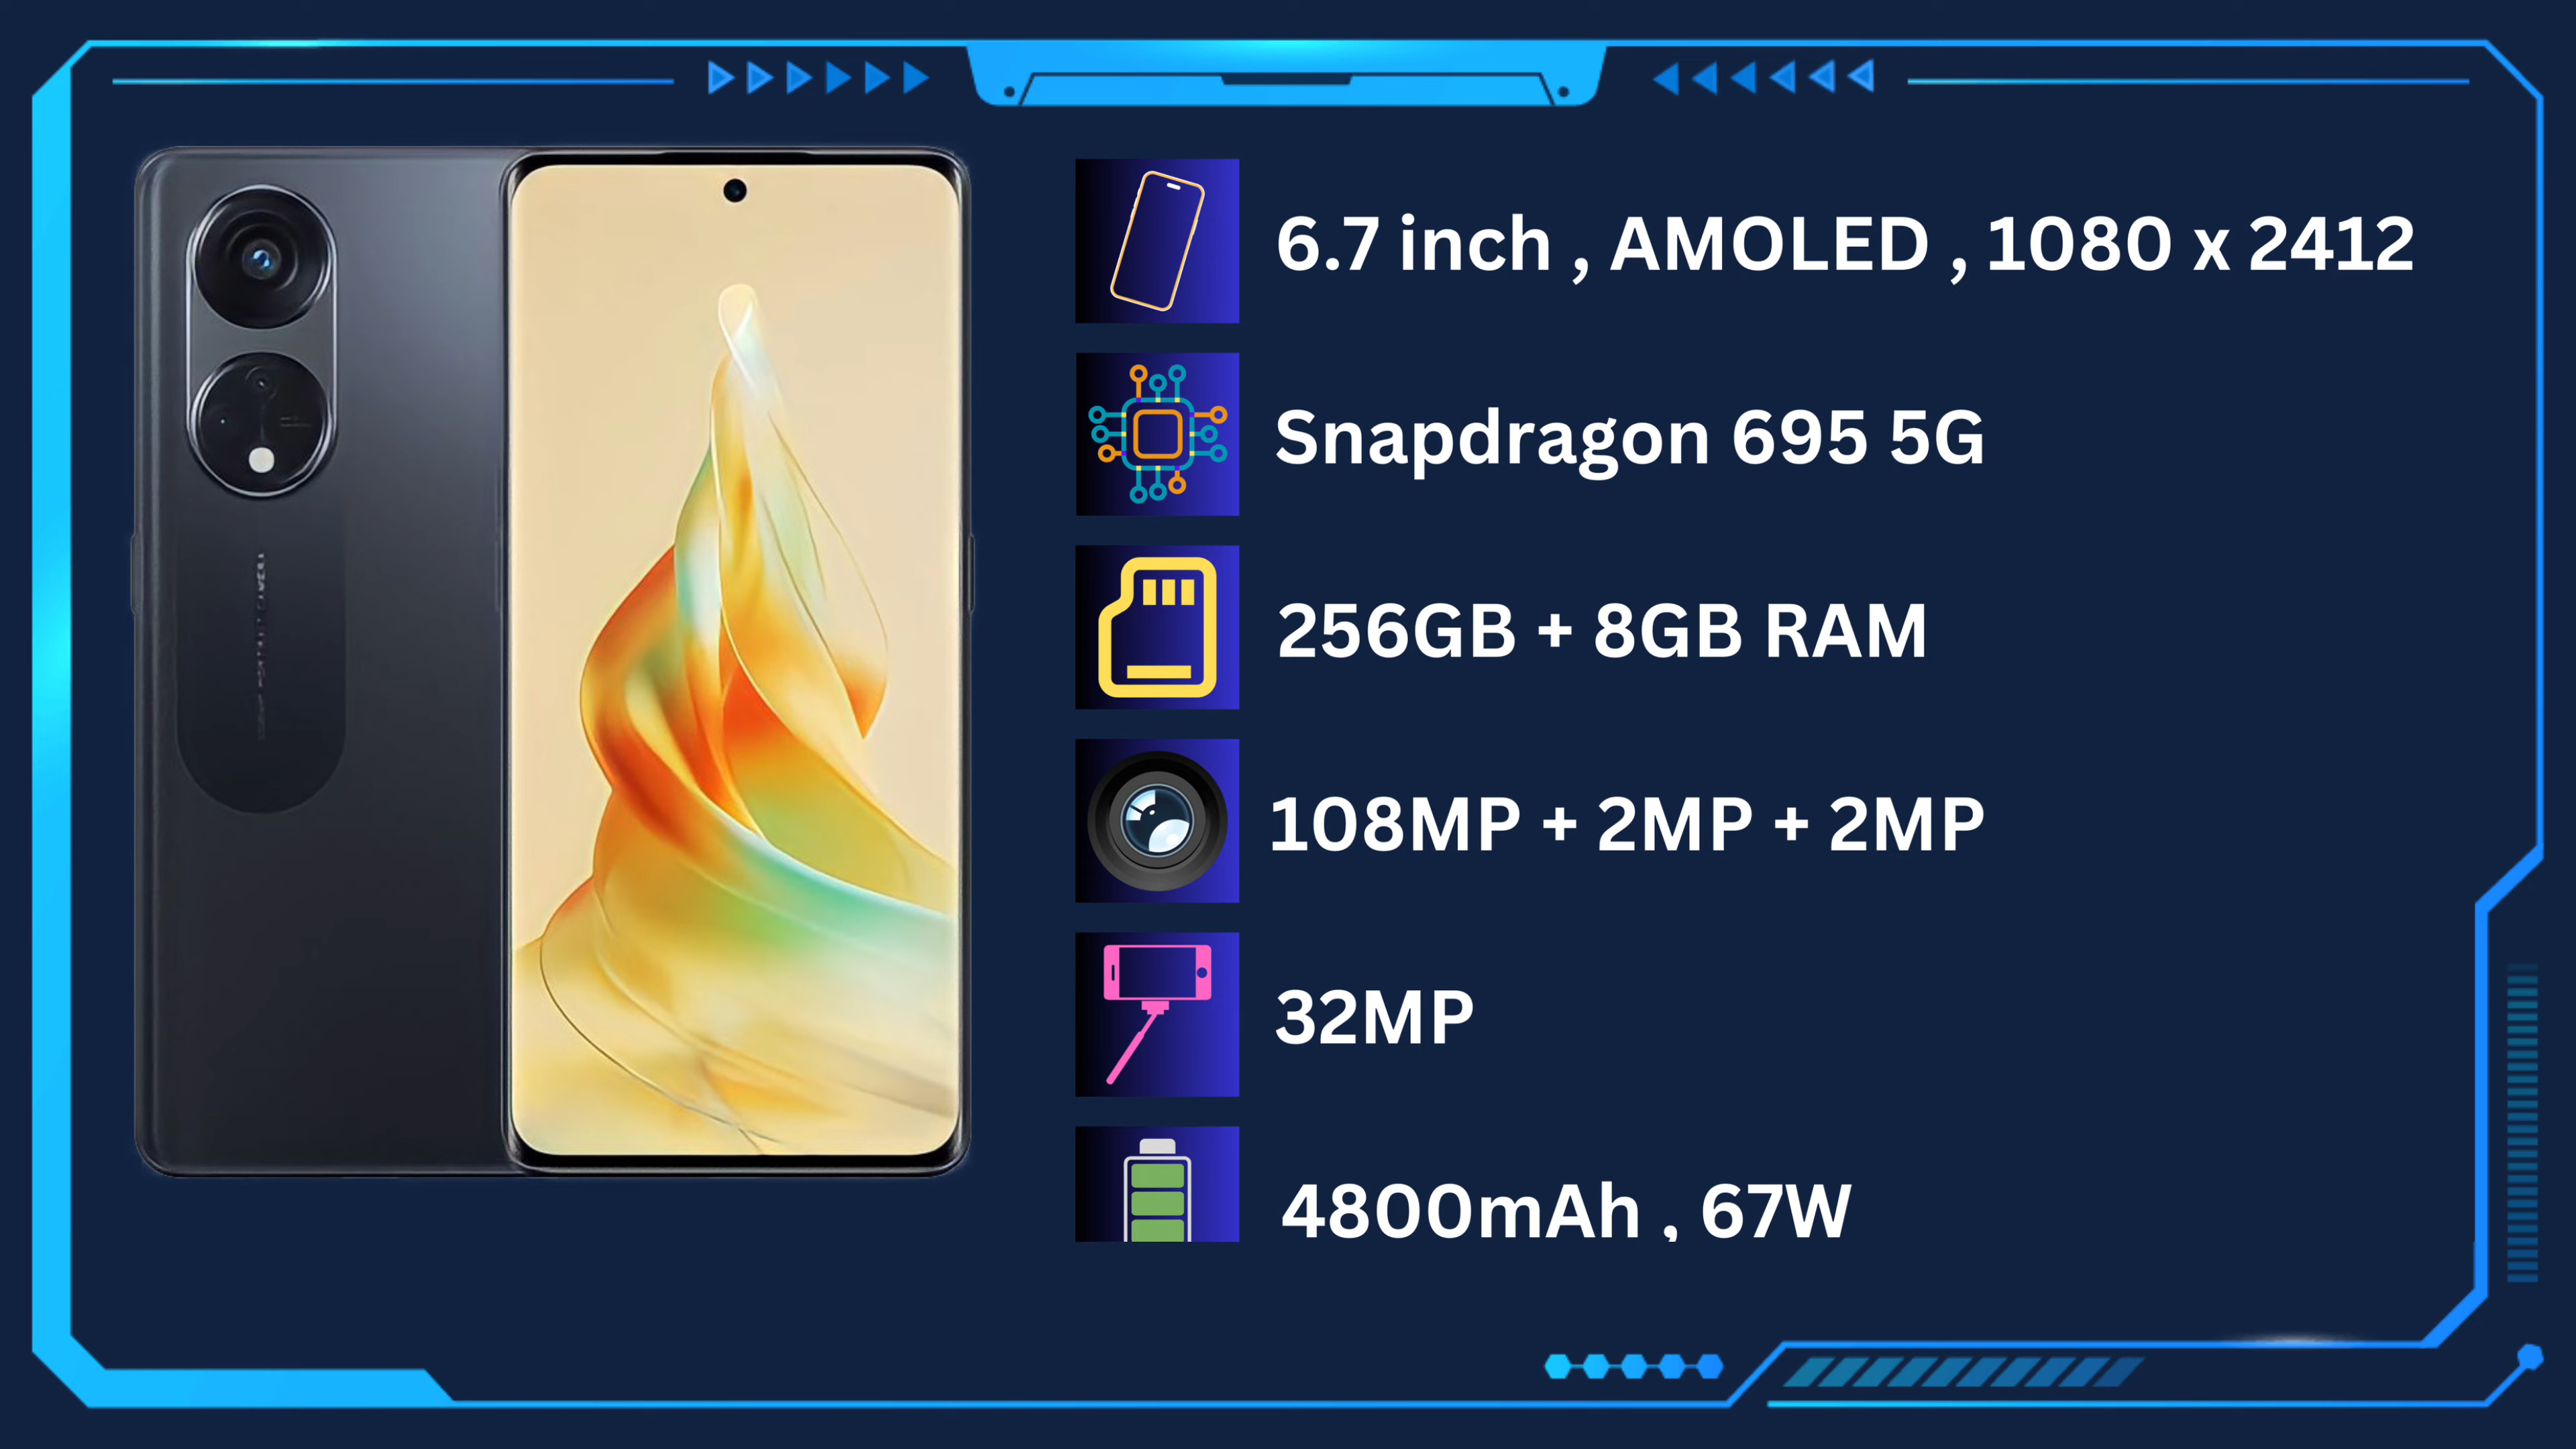 6.7 inch , AMOLED , 1080 x 2412
Snapdragon 695 5G
256GB + 8GB RAM
108MP + 2MP + 2MP
32MP
4800mAh , 67W